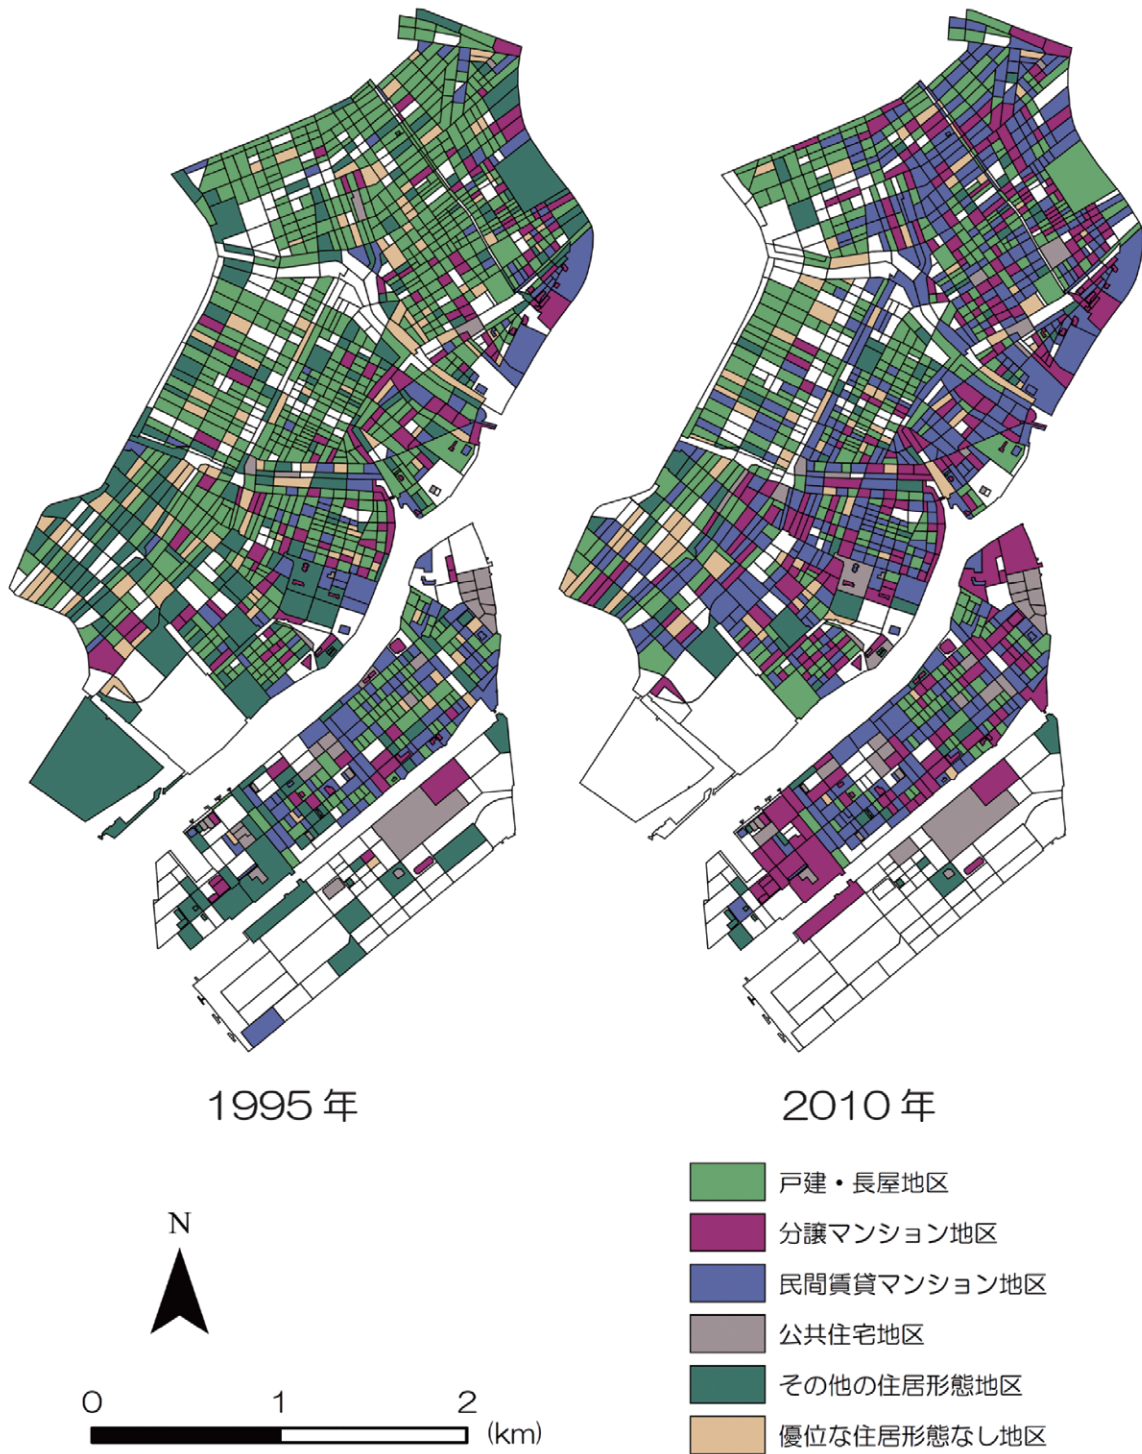 1995 年
2010 年
戸建・長屋地区
分譲マンション地区
民間賃貸マンション地区
公共住宅地区
その他の住居形態地区
優位な住居形態なし地区
N
0 1 2 (km)